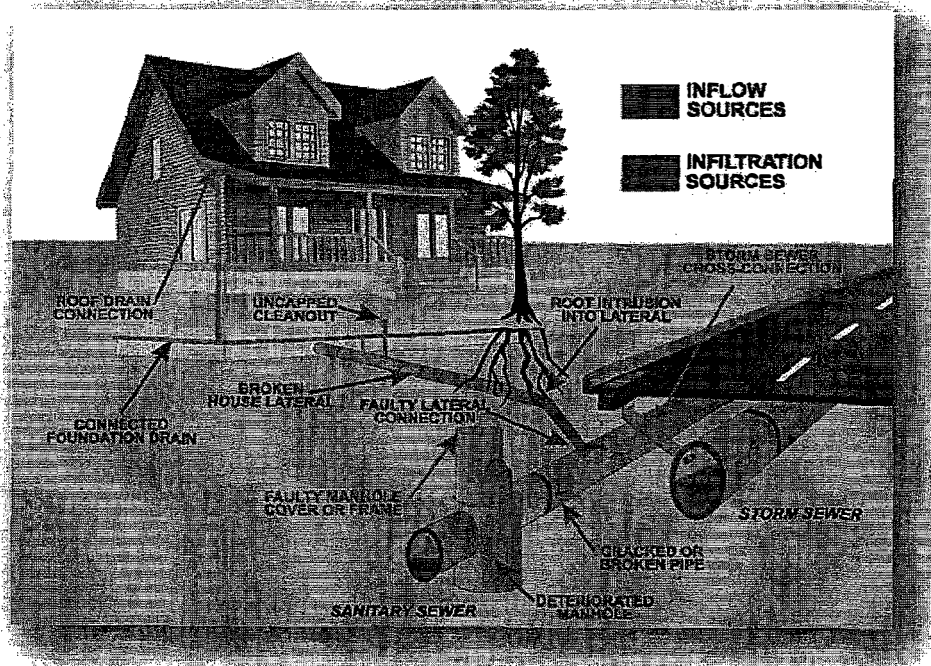 INFLOW
SOURCES
INFILTRATION
SOURCES
STORM SEWER
CROSS-CONNECTION
ROOF DRAIN
CONNECTION
UNCAPPED
CLEANOUT
ROOT INTRUSION
INTO LATERAL
BROKEN
HOUSE LATERAL
FAULTY LATERAL
CONNECTION
CONNECTED
FOUNDATION DRAIN
FAULTY MANHOLE
COVER OR FRAME
STORM SEWER
CRACKED OR
BROKEN PIPE
SANITARY SEWER
DETERIORATED
MANHOLE